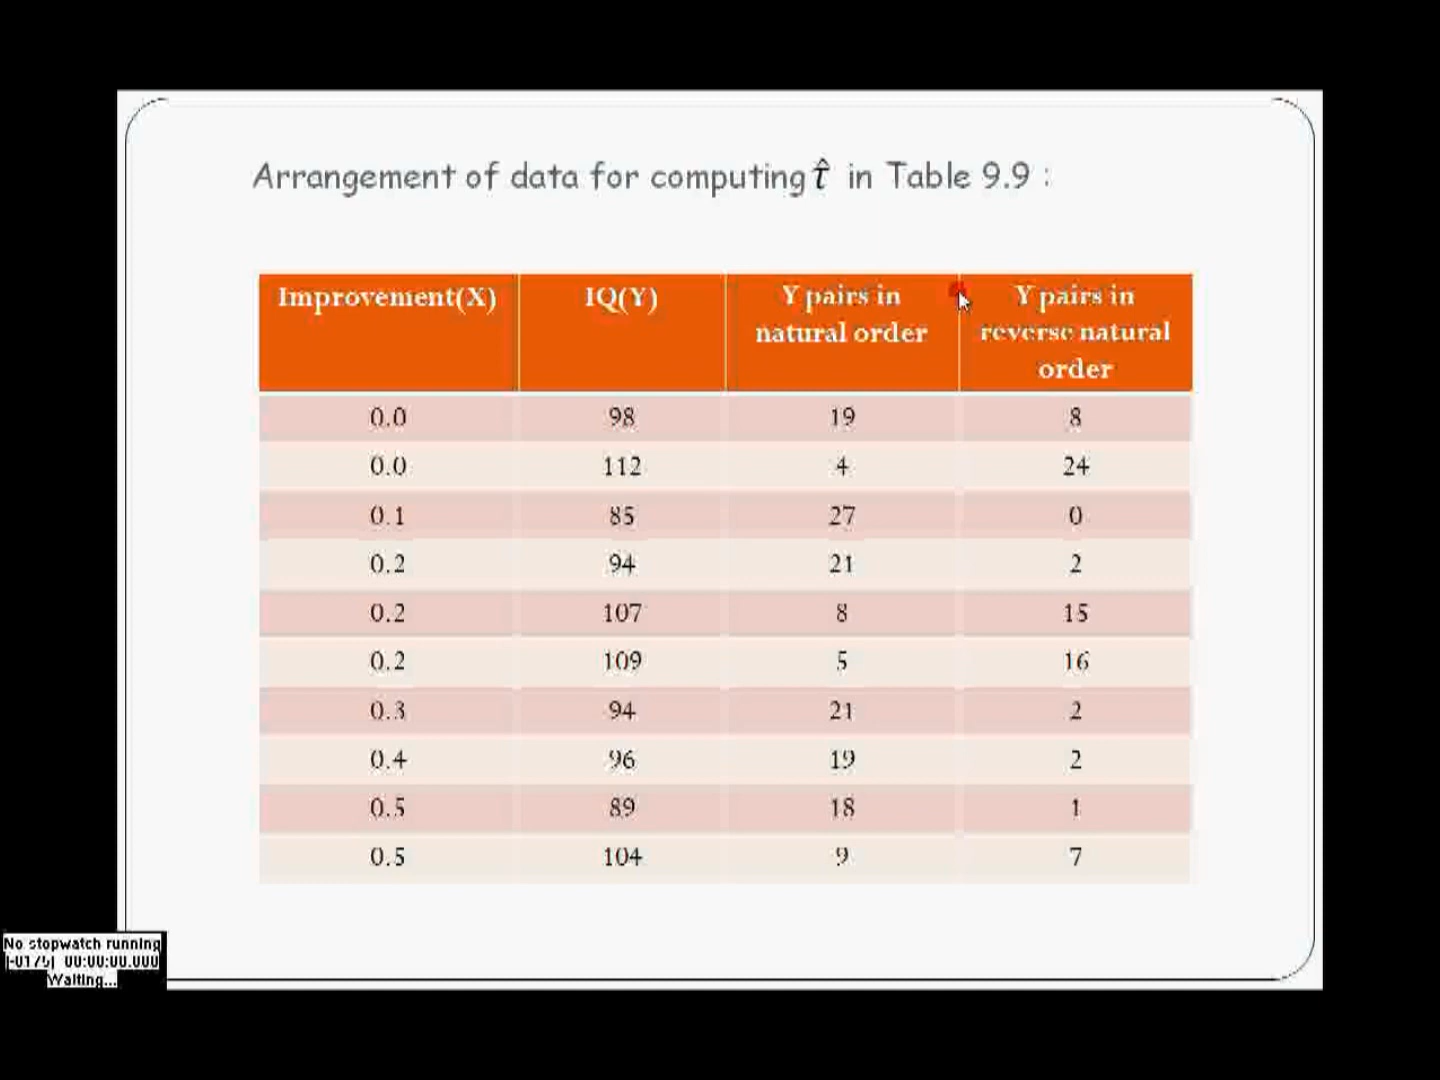 Arrangement of data for computing τ̂ in Table 9.9 :
Improvement(X) IQ(Y) Y pairs in natural order Y pairs in reverse natural order
0.0 98 19 8
0.0 112 4 24
0.1 85 27 0
0.2 94 21 2
0.2 107 8 15
0.2 109 5 16
0.3 94 21 2
0.4 96 19 2
0.5 89 18 1
0.5 104 9 7
No stopwatch running
00:00:00.000
Waiting...